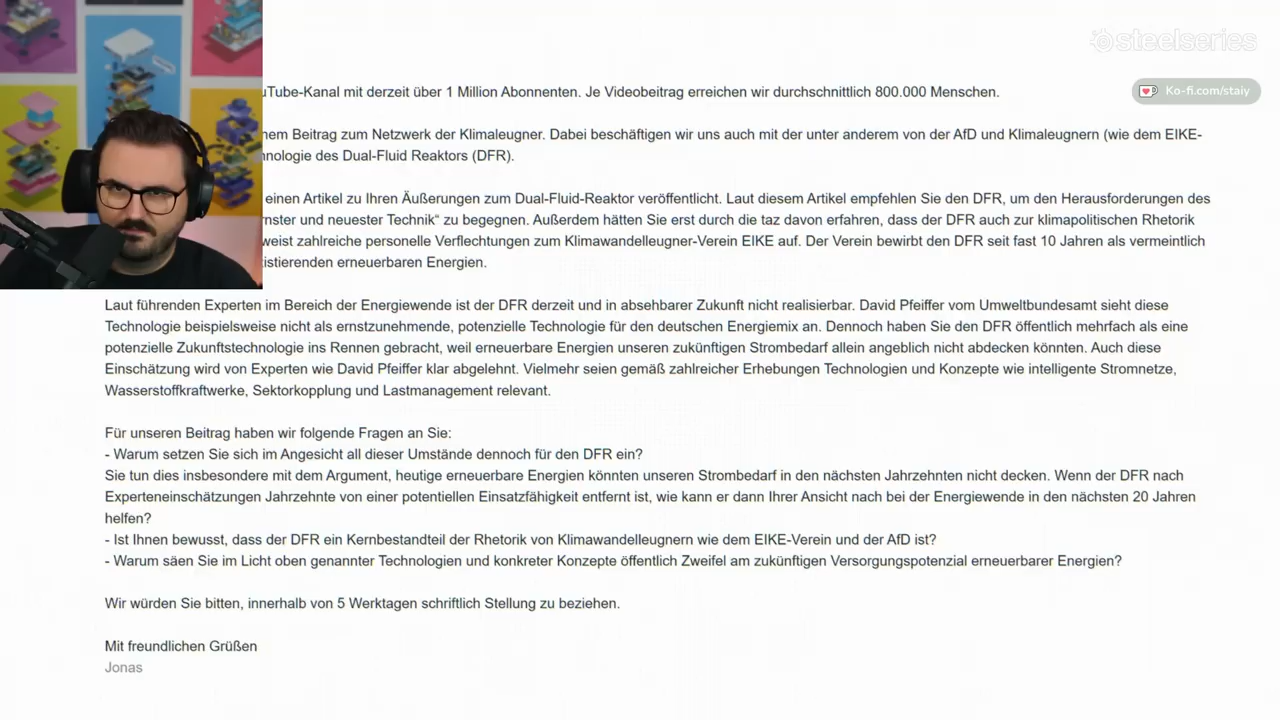 steelseries
Ko-fi.com/staiy
uTube-Kanal mit derzeit über 1 Million Abonnenten. Je Videobeitrag erreichen wir durchschnittlich 800.000 Menschen.
nem Beitrag zum Netzwerk der Klimaleugner. Dabei beschäftigen wir uns auch mit der unter anderem von der AfD und Klimaleugnern (wie dem EIKE-
nnologie des Dual-Fluid Reaktors (DFR).
einen Artikel zu Ihren Äußerungen zum Dual-Fluid-Reaktor veröffentlicht. Laut diesem Artikel empfehlen Sie den DFR, um den Herausforderungen des
rnster und neuester Technik“ zu begegnen. Außerdem hätten Sie erst durch die taz davon erfahren, dass der DFR auch zur klimapolitischen Rhetorik
weist zahlreiche personelle Verflechtungen zum Klimawandelleugner-Verein EIKE auf. Der Verein bewirbt den DFR seit fast 10 Jahren als vermeintlich
istierenden erneuerbaren Energien.
Laut führenden Experten im Bereich der Energiewende ist der DFR derzeit und in absehbarer Zukunft nicht realisierbar. David Pfeiffer vom Umweltbundesamt sieht diese
Technologie beispielsweise nicht als ernstzunehmende, potenzielle Technologie für den deutschen Energiemix an. Dennoch haben Sie den DFR öffentlich mehrfach als eine
potenzielle Zukunftstechnologie ins Rennen gebracht, weil erneuerbare Energien unseren zukünftigen Strombedarf allein angeblich nicht abdecken könnten. Auch diese
Einschätzung wird von Experten wie David Pfeiffer klar abgelehnt. Vielmehr seien gemäß zahlreicher Erhebungen Technologien und Konzepte wie intelligente Stromnetze,
Wasserstoffkraftwerke, Sektorkopplung und Lastmanagement relevant.
Für unseren Beitrag haben wir folgende Fragen an Sie:
- Warum setzen Sie sich im Angesicht all dieser Umstände dennoch für den DFR ein?
Sie tun dies insbesondere mit dem Argument, heutige erneuerbare Energien könnten unseren Strombedarf in den nächsten Jahrzehnten nicht decken. Wenn der DFR nach
Experteneinschätzungen Jahrzehnte von einer potentiellen Einsatzfähigkeit entfernt ist, wie kann er dann Ihrer Ansicht nach bei der Energiewende in den nächsten 20 Jahren
helfen?
- Ist Ihnen bewusst, dass der DFR ein Kernbestandteil der Rhetorik von Klimawandelleugnern wie dem EIKE-Verein und der AfD ist?
- Warum säen Sie im Licht oben genannter Technologien und konkreter Konzepte öffentlich Zweifel am zukünftigen Versorgungspotenzial erneuerbarer Energien?
Wir würden Sie bitten, innerhalb von 5 Werktagen schriftlich Stellung zu beziehen.
Mit freundlichen Grüßen
Jonas